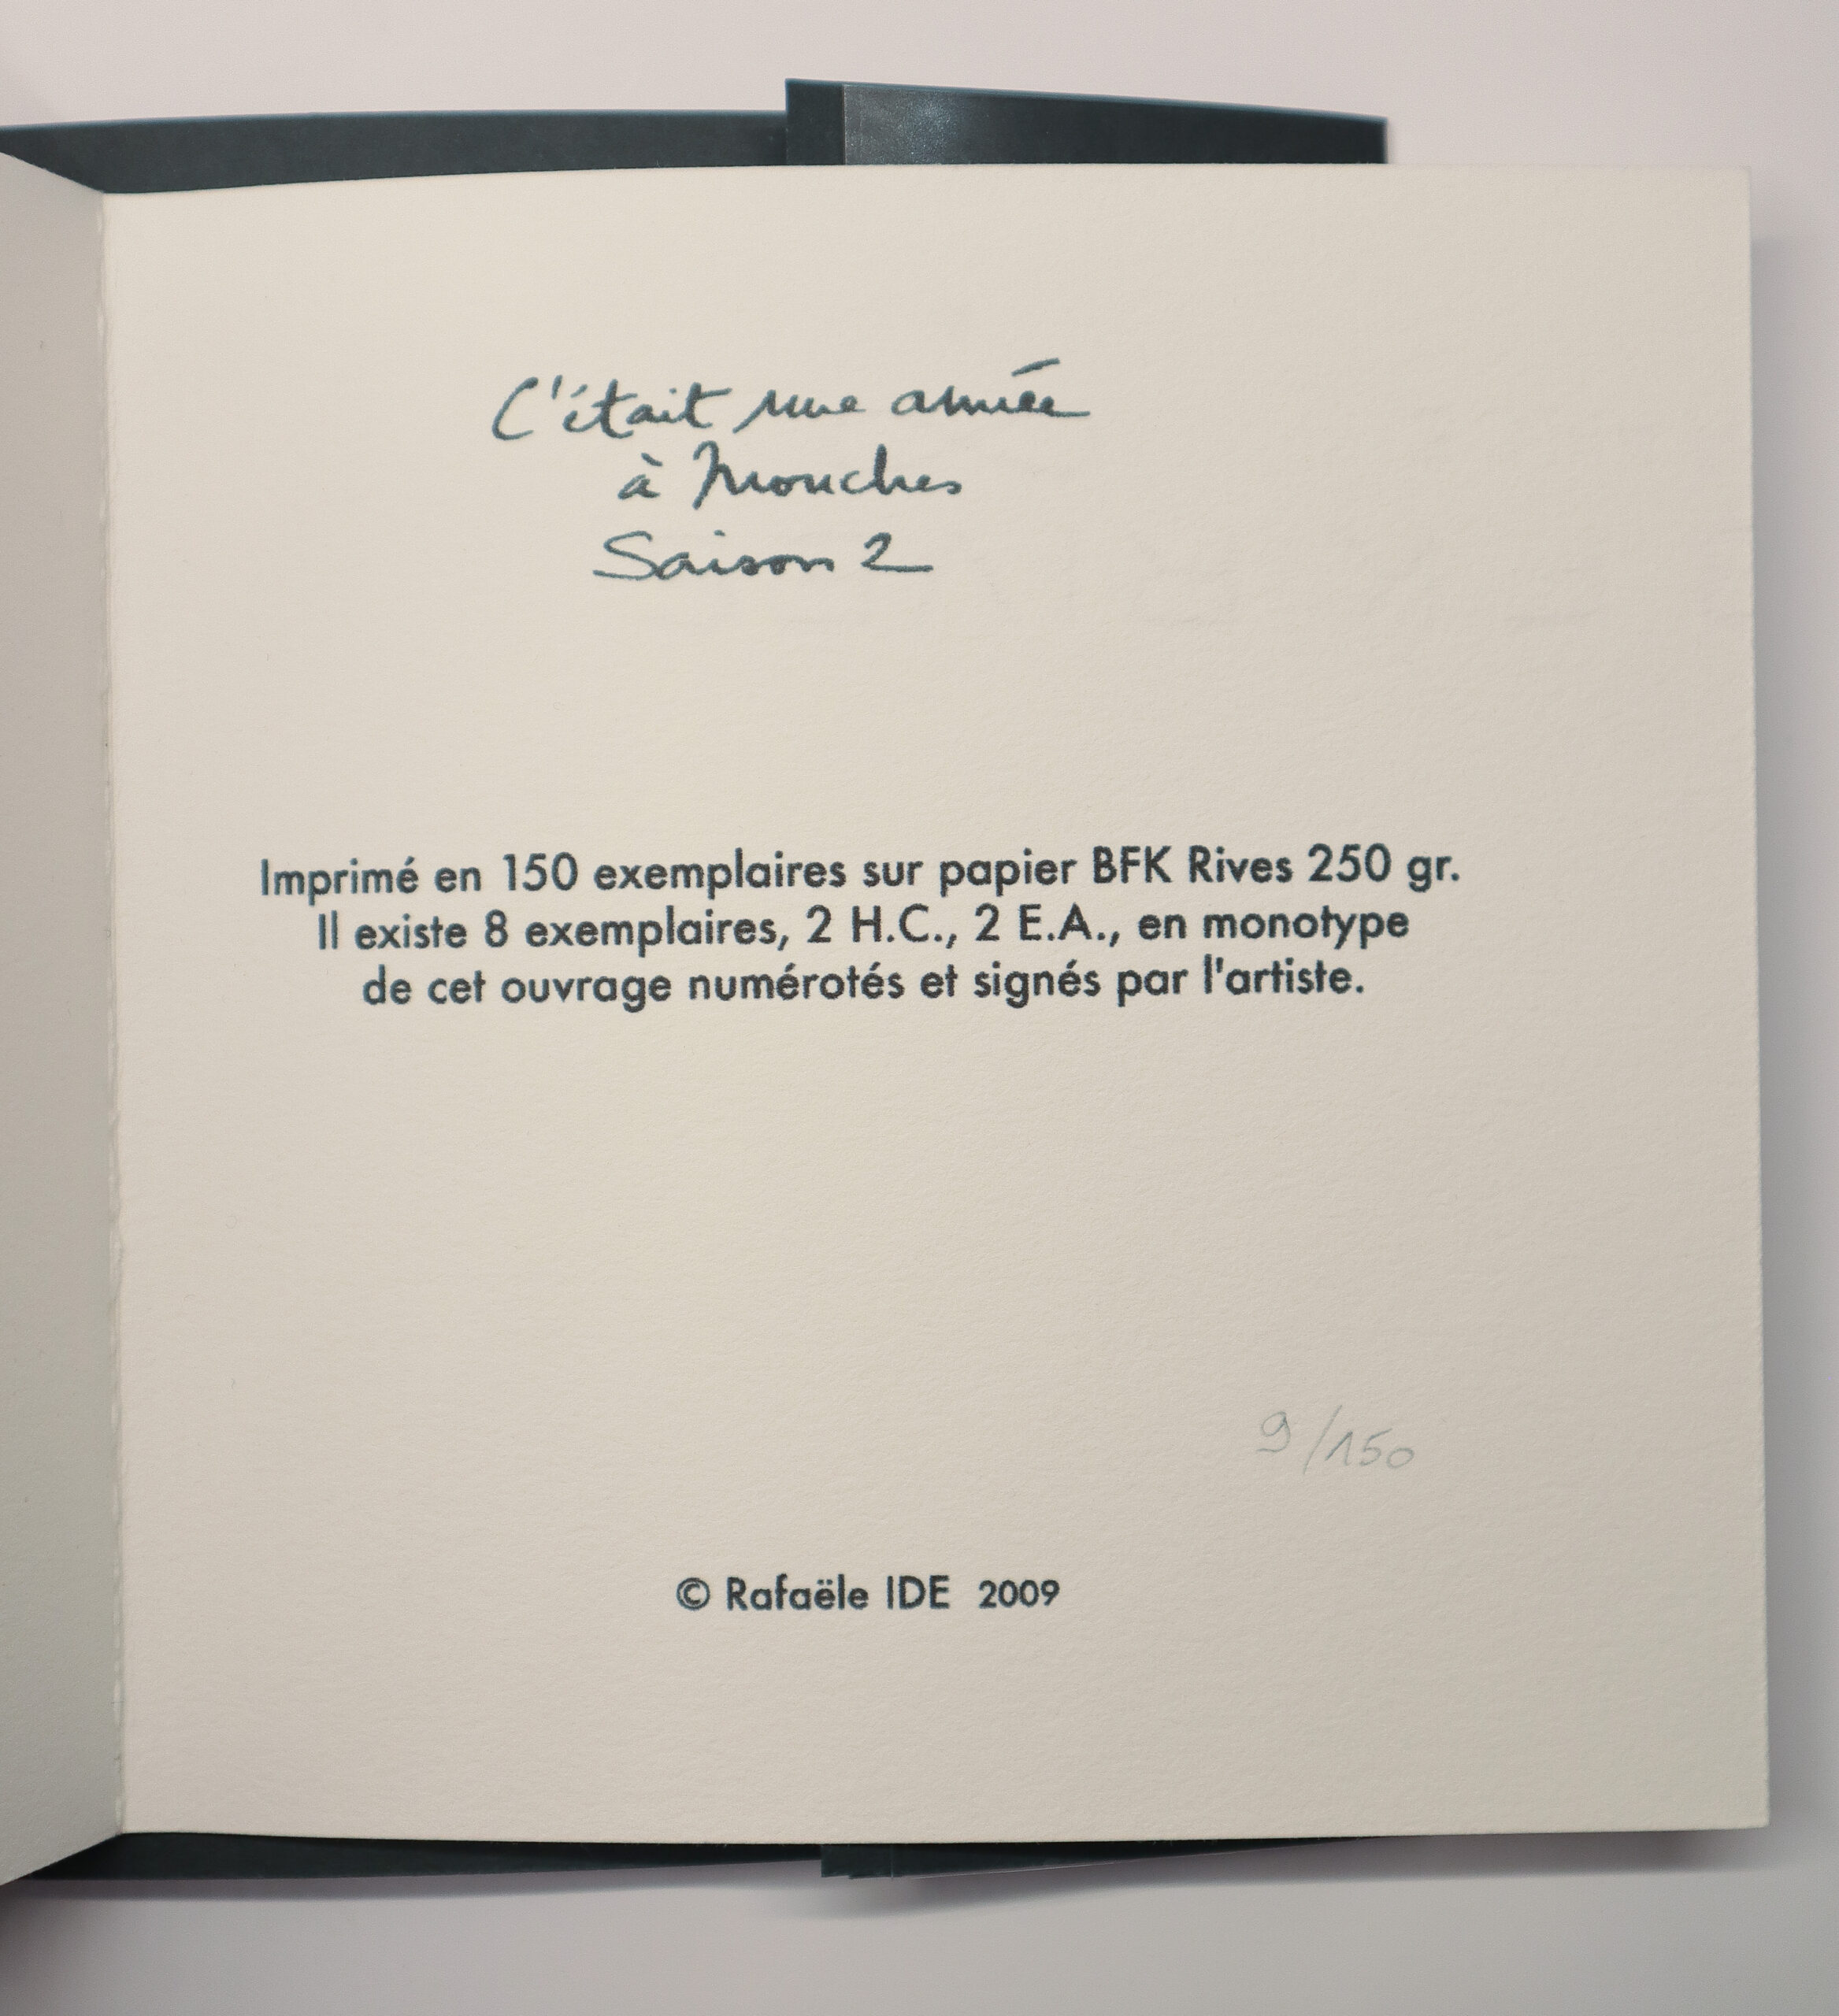 C'était une année
à Mouches
Saison 2
Imprimé en 150 exemplaires sur papier BFK Rives 250 gr.
Il existe 8 exemplaires, 2 H.C., 2 E.A., en monotype
de cet ouvrage numérotés et signés par l'artiste.
9/150
© Rafaële IDE 2009